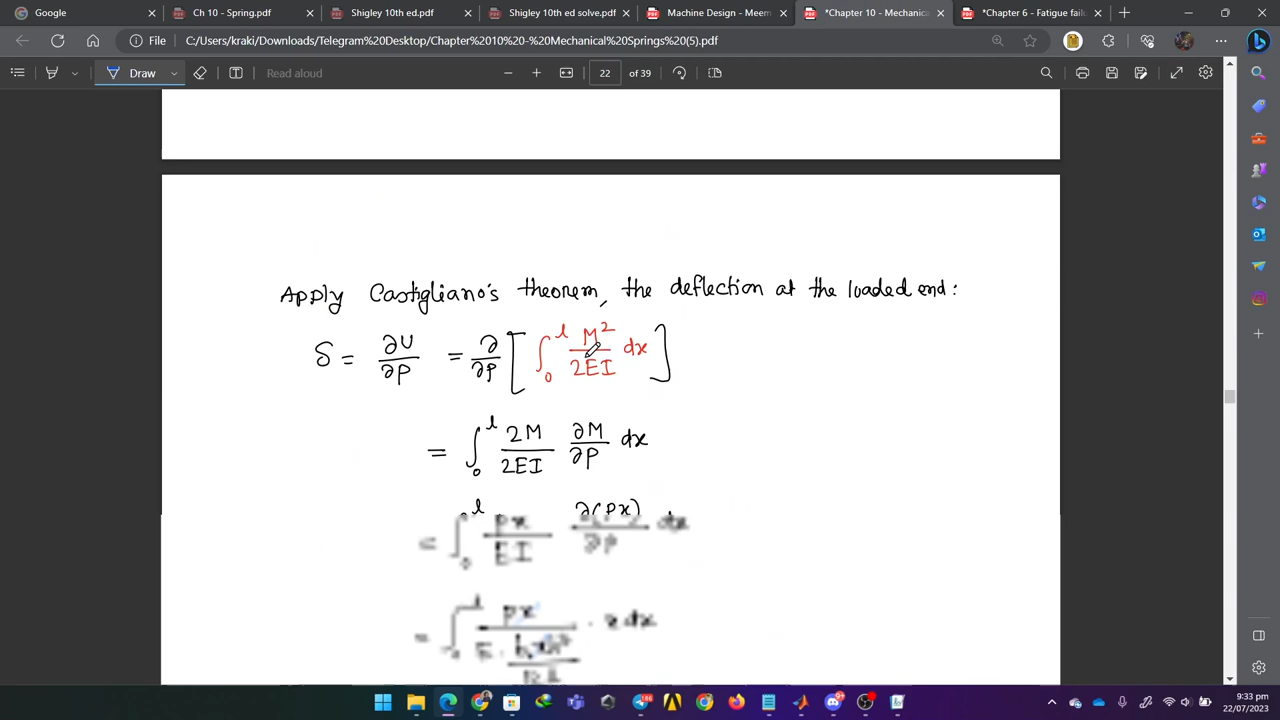 Google
Ch 10 - Spring.pdf
Shigley 10th ed.pdf
Shigley 10th ed solve.pdf
Machine Design - Meem
*Chapter 10 - Mechanica
*Chapter 6 - Fatigue fail
File C:/Users/kraki/Downloads/Telegram%20Desktop/Chapter%2010%20-%20Mechanical%20Springs%20(5).pdf
Draw Read aloud 22 of 39
Apply Castigliano's theorem, the deflection at the loaded end:
δ = ∂U/∂P = ∂/∂P [∫₀ˡ M²/2EI dx]
= ∫₀ˡ 2M/2EI ∂M/∂P dx
= ∫₀ˡ Px/EI ∂(Px)/∂P dx
= ∫ Px/E · x dx
9:33 pm
22/07/2023